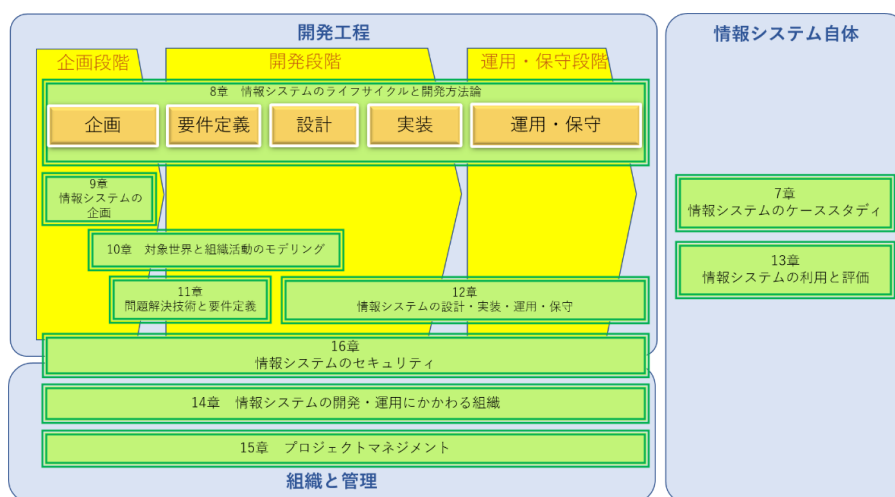 開発工程
情報システム自体
企画段階
開発段階
運用・保守段階
8章　情報システムのライフサイクルと開発方法論
企画
要件定義
設計
実装
運用・保守
9章
情報システムの
企画
7章
情報システムのケーススタディ
10章　対象世界と組織活動のモデリング
13章
情報システムの利用と評価
11章
問題解決技術と要件定義
12章
情報システムの設計・実装・運用・保守
16章
情報システムのセキュリティ
14章　情報システムの開発・運用にかかわる組織
15章　プロジェクトマネジメント
組織と管理